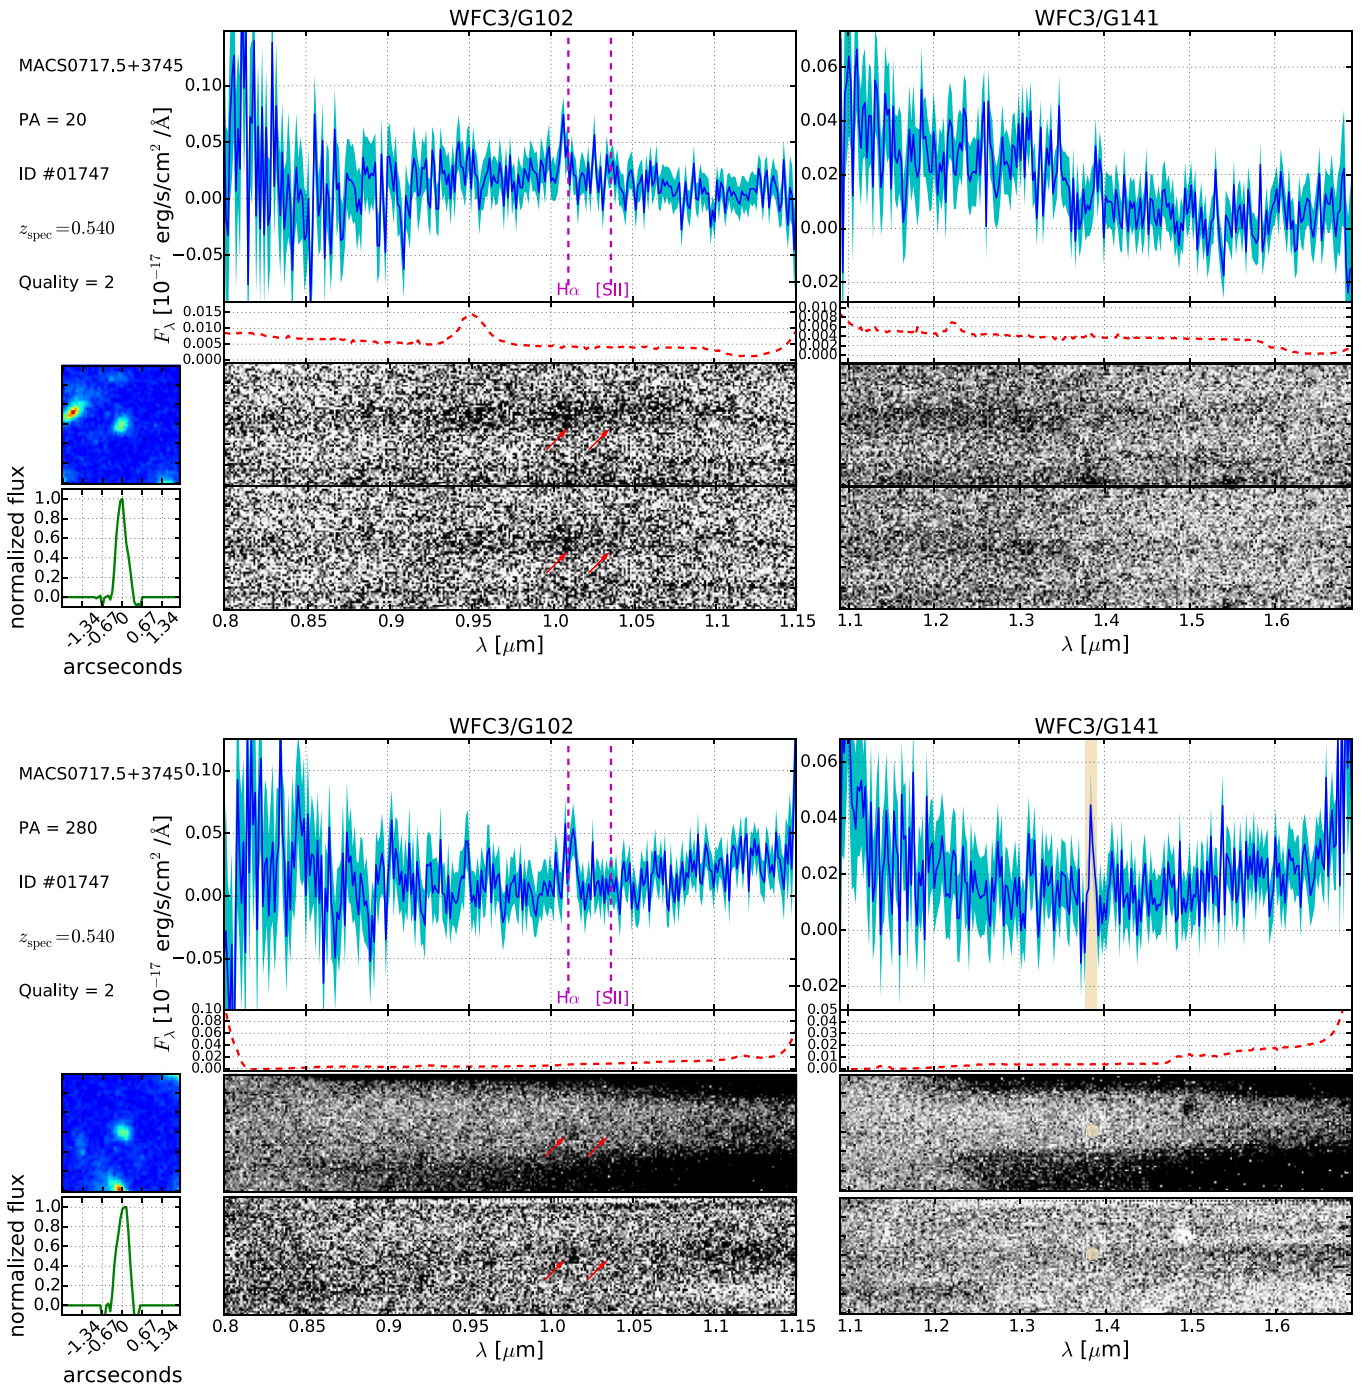 WFC3/G102
WFC3/G141
MACS0717.5+3745
PA = 20
ID #01747
z_spec = 0.540
Quality = 2
F_λ [10^−17 erg/s/cm^2 /Å]
0.10
0.05
0.00
−0.05
Hα [SII]
0.015
0.010
0.005
0.000
0.06
0.04
0.02
0.00
−0.02
0.010
0.008
0.006
0.004
0.002
0.000
normalized flux
1.0
0.8
0.6
0.4
0.2
0.0
-1.34 -0.67 0 0.67 1.34
arcseconds
0.8 0.85 0.9 0.95 1.0 1.05 1.1 1.15
λ [μm]
1.1 1.2 1.3 1.4 1.5 1.6
λ [μm]
WFC3/G102
WFC3/G141
MACS0717.5+3745
PA = 280
ID #01747
z_spec = 0.540
Quality = 2
F_λ [10^−17 erg/s/cm^2 /Å]
0.10
0.05
0.00
−0.05
Hα [SII]
0.10
0.08
0.06
0.04
0.02
0.00
0.06
0.04
0.02
0.00
−0.02
0.05
0.04
0.03
0.02
0.01
0.00
normalized flux
1.0
0.8
0.6
0.4
0.2
0.0
-1.34 -0.67 0 0.67 1.34
arcseconds
0.8 0.85 0.9 0.95 1.0 1.05 1.1 1.15
λ [μm]
1.1 1.2 1.3 1.4 1.5 1.6
λ [μm]